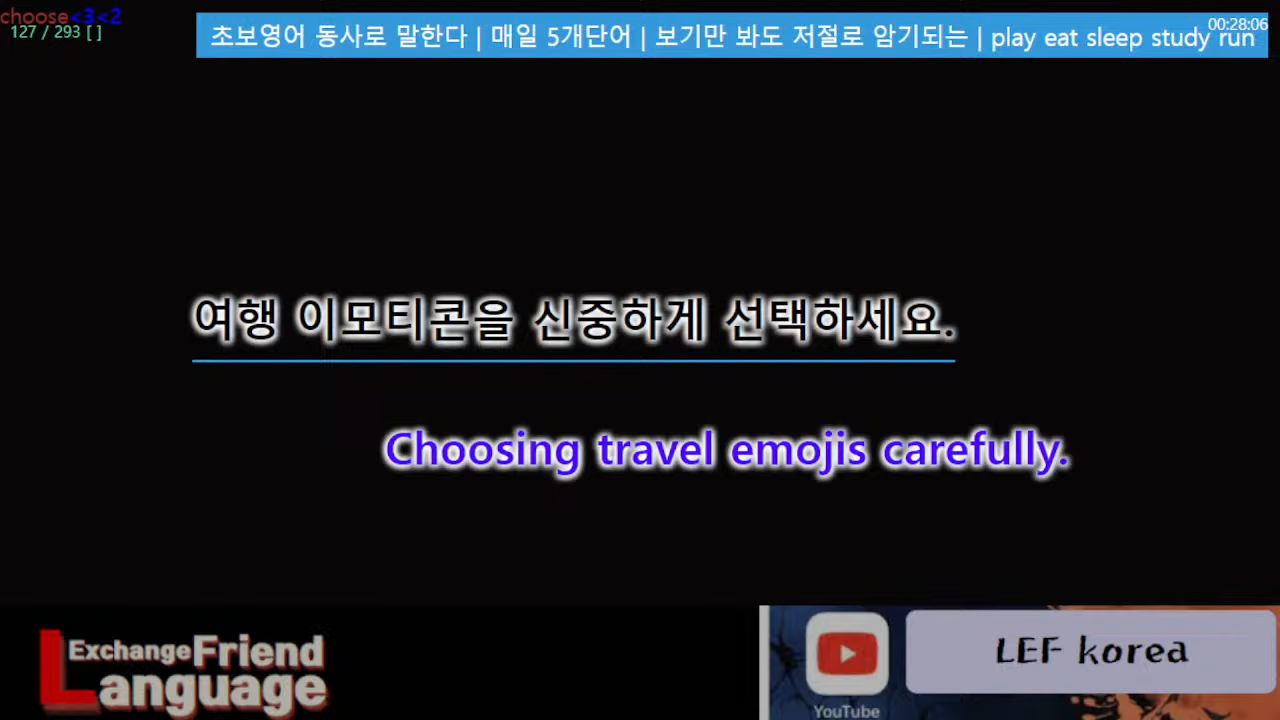 choose<3<2
127 / 293 [ ]
00:28:06
초보영어 동사로 말한다 | 매일 5개단어 | 보기만 봐도 저절로 암기되는 | play eat sleep study run
여행 이모티콘을 신중하게 선택하세요.
Choosing travel emojis carefully.
ExchangeFriend
Language
LEF korea
YouTube